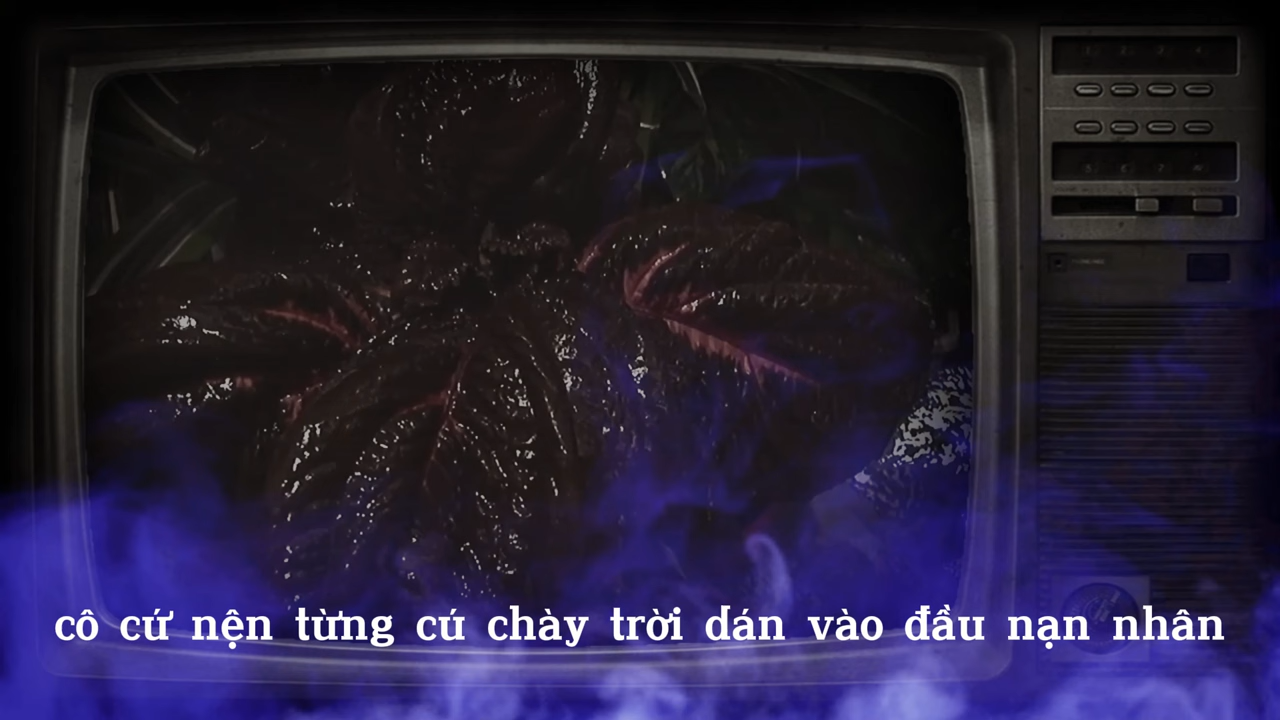 cô cứ nện từng cú chày trời dán vào đầu nạn nhân